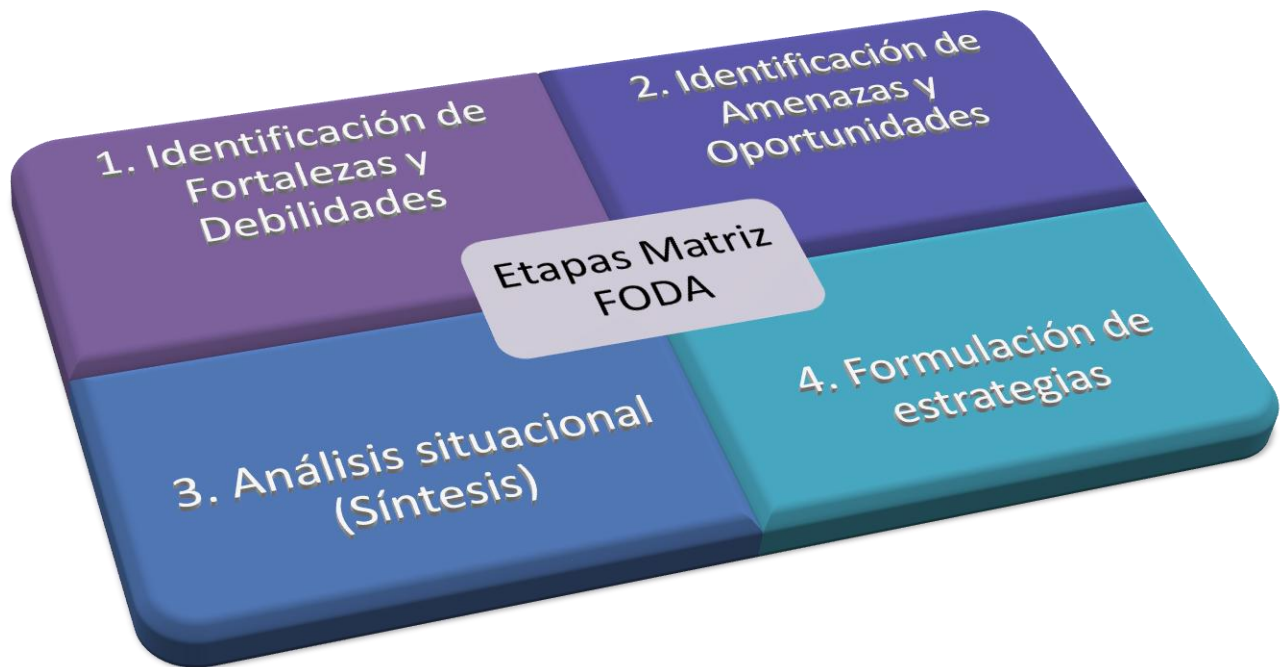 1. Identificación de
Fortalezas y
Debilidades
2. Identificación de
Amenazas y
Oportunidades
Etapas Matriz
FODA
3. Análisis situacional
(Síntesis)
4. Formulación de
estrategias